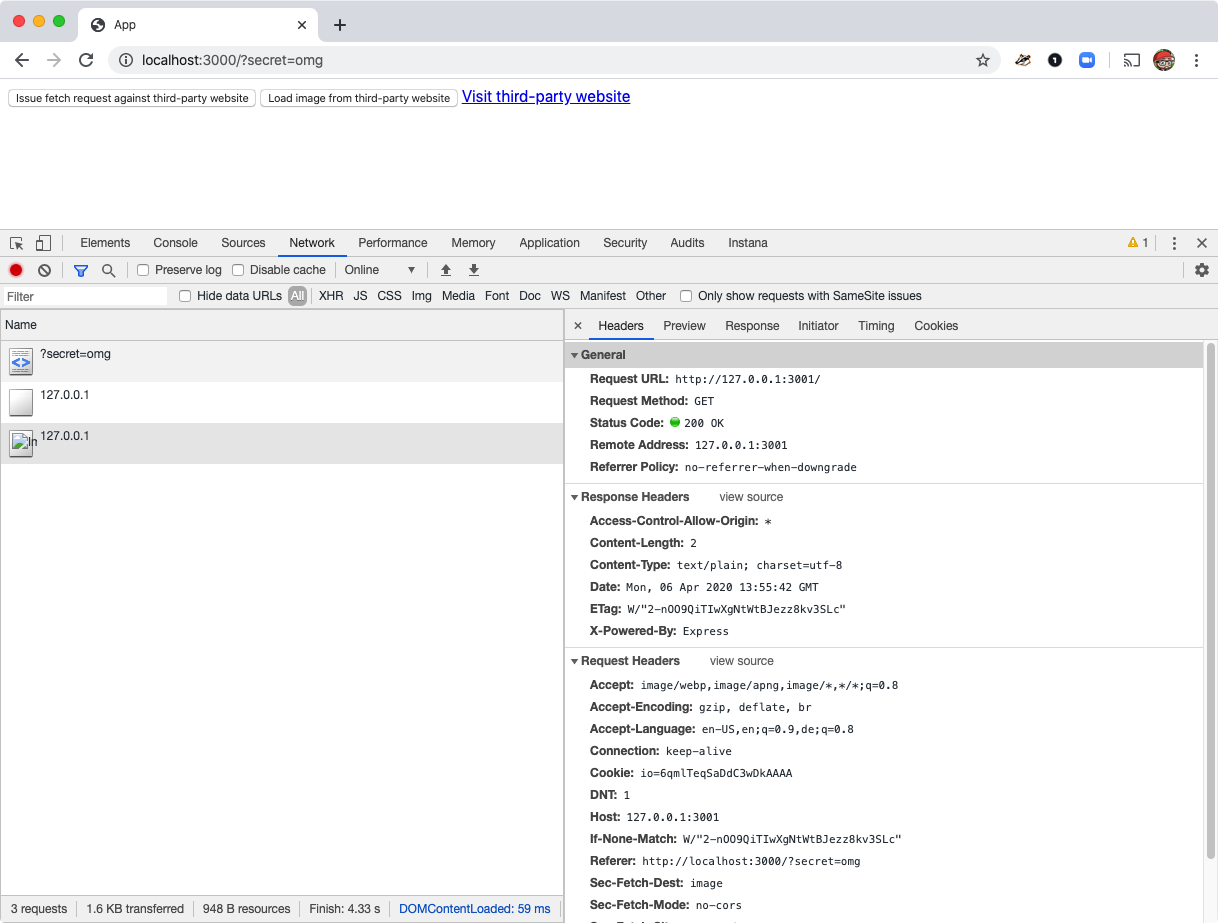 App
localhost:3000/?secret=omg
Issue fetch request against third-party website Load image from third-party website Visit third-party website
Elements Console Sources Network Performance Memory Application Security Audits Instana 1
Preserve log Disable cache Online
Filter Hide data URLs All XHR JS CSS Img Media Font Doc WS Manifest Other Only show requests with SameSite issues
Name
?secret=omg
127.0.0.1
127.0.0.1
Headers Preview Response Initiator Timing Cookies
General
Request URL: http://127.0.0.1:3001/
Request Method: GET
Status Code: 200 OK
Remote Address: 127.0.0.1:3001
Referrer Policy: no-referrer-when-downgrade
Response Headers view source
Access-Control-Allow-Origin: *
Content-Length: 2
Content-Type: text/plain; charset=utf-8
Date: Mon, 06 Apr 2020 13:55:42 GMT
ETag: W/"2-nOO9QiTIwXgNtWtBJezz8kv3SLc"
X-Powered-By: Express
Request Headers view source
Accept: image/webp,image/apng,image/*,*/*;q=0.8
Accept-Encoding: gzip, deflate, br
Accept-Language: en-US,en;q=0.9,de;q=0.8
Connection: keep-alive
Cookie: io=6qmlTeqSaDdC3wDkAAAA
DNT: 1
Host: 127.0.0.1:3001
If-None-Match: W/"2-nOO9QiTIwXgNtWtBJezz8kv3SLc"
Referer: http://localhost:3000/?secret=omg
Sec-Fetch-Dest: image
Sec-Fetch-Mode: no-cors
3 requests 1.6 KB transferred 948 B resources Finish: 4.33 s DOMContentLoaded: 59 ms